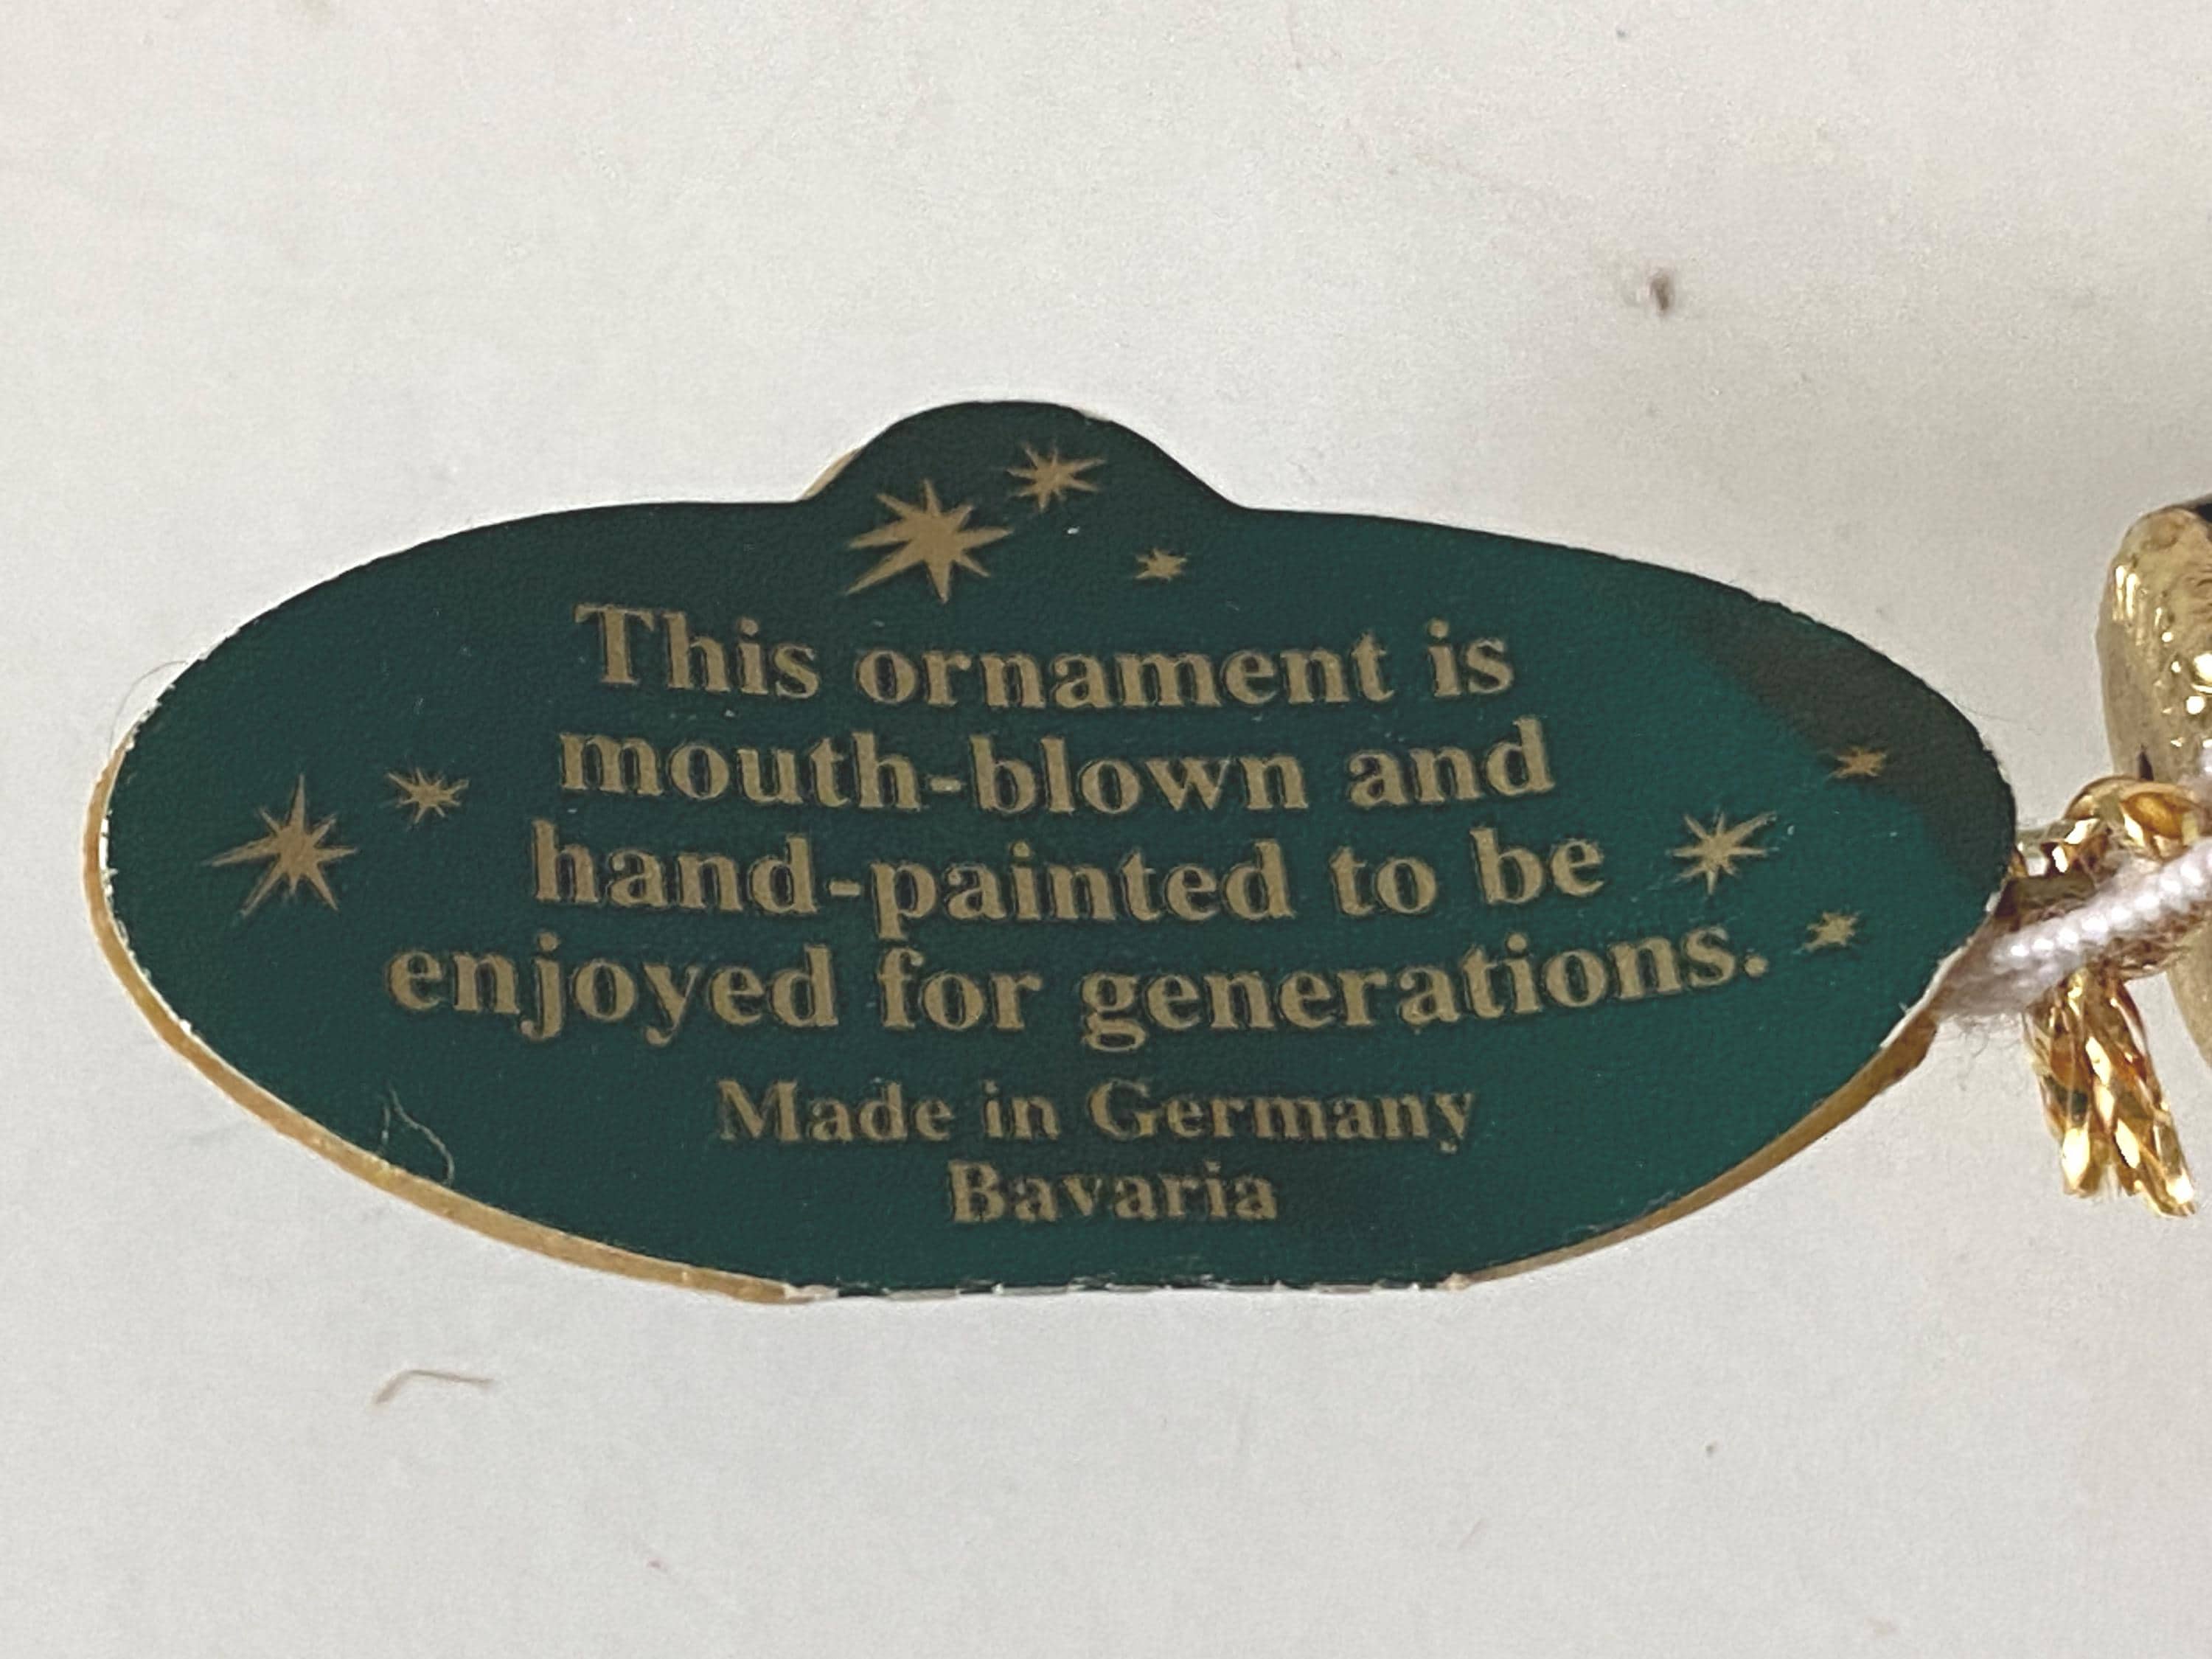 This ornament is
mouth-blown and
hand-painted to be
enjoyed for generations.
Made in Germany
Bavaria